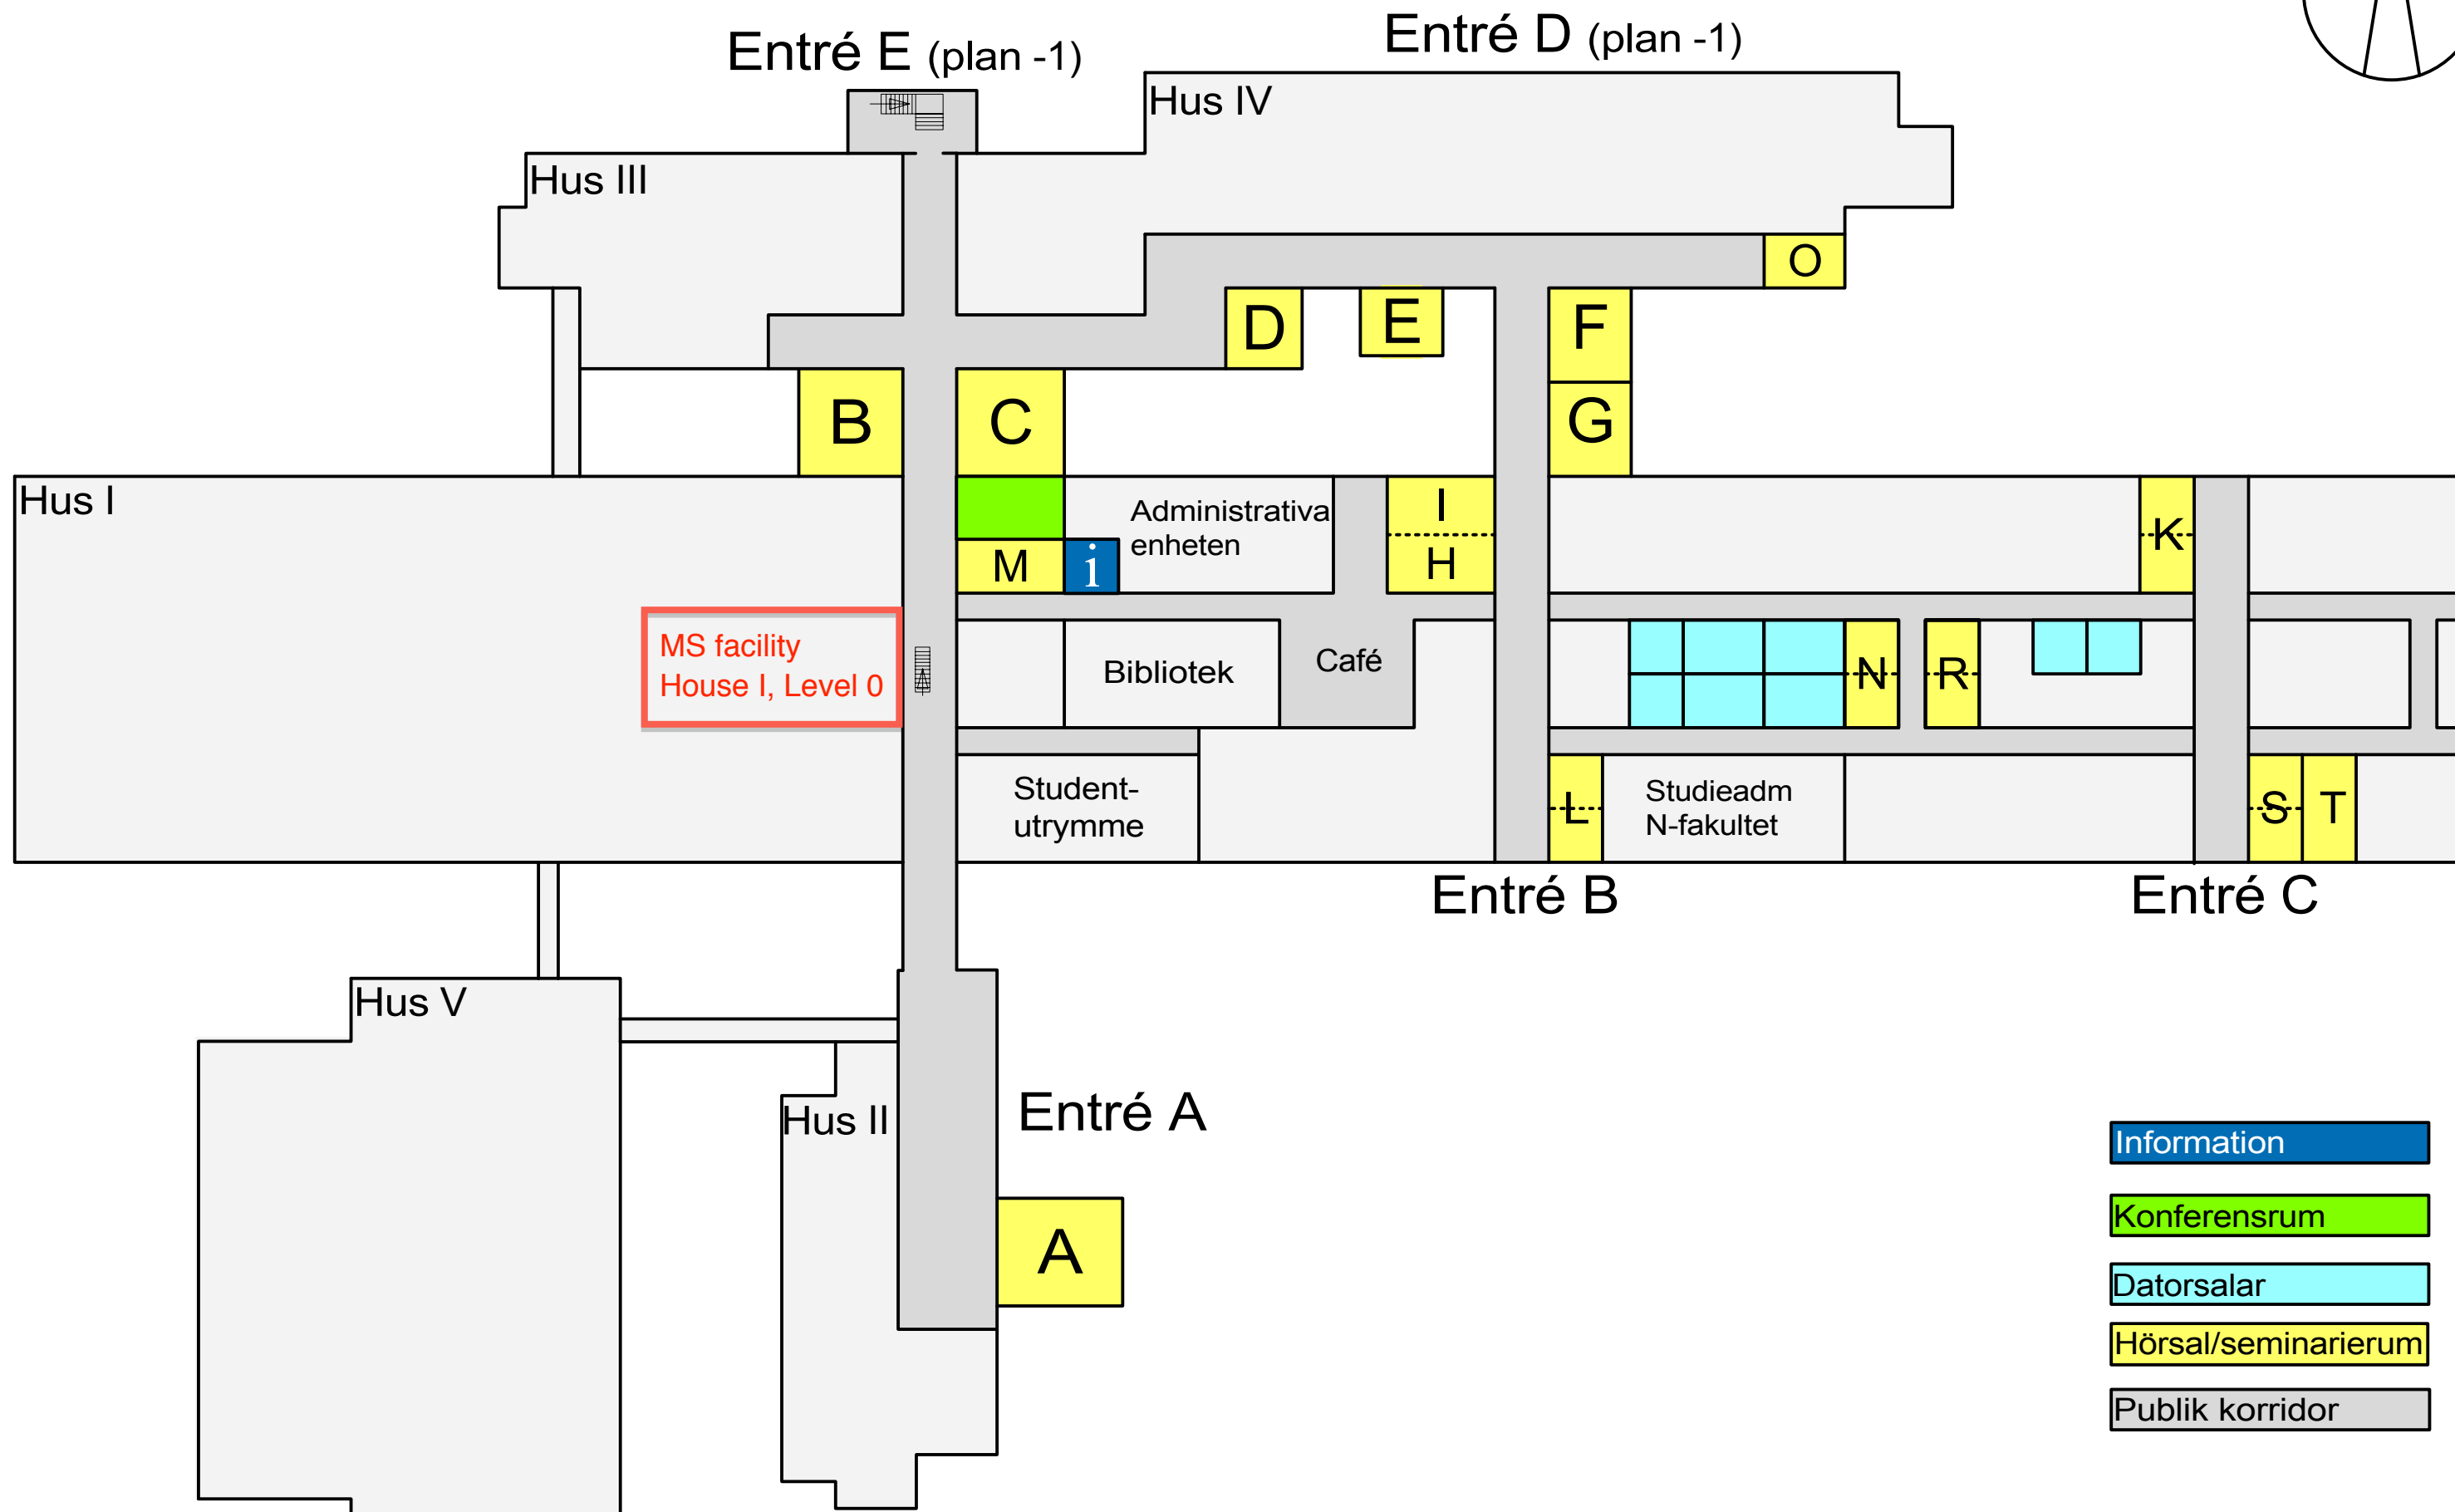 Entré E (plan -1)
Entré D (plan -1)
Hus IV
Hus III
O
D
E
F
B
C
G
Hus I
Administrativa
enheten
I
H
K
M
i
MS facility
House I, Level 0
Bibliotek
Café
N
R
Student-
utrymme
L
Studieadm
N-fakultet
S
T
Entré B
Entré C
Hus V
Hus II
Entré A
A
Information
Konferensrum
Datorsalar
Hörsal/seminarierum
Publik korridor